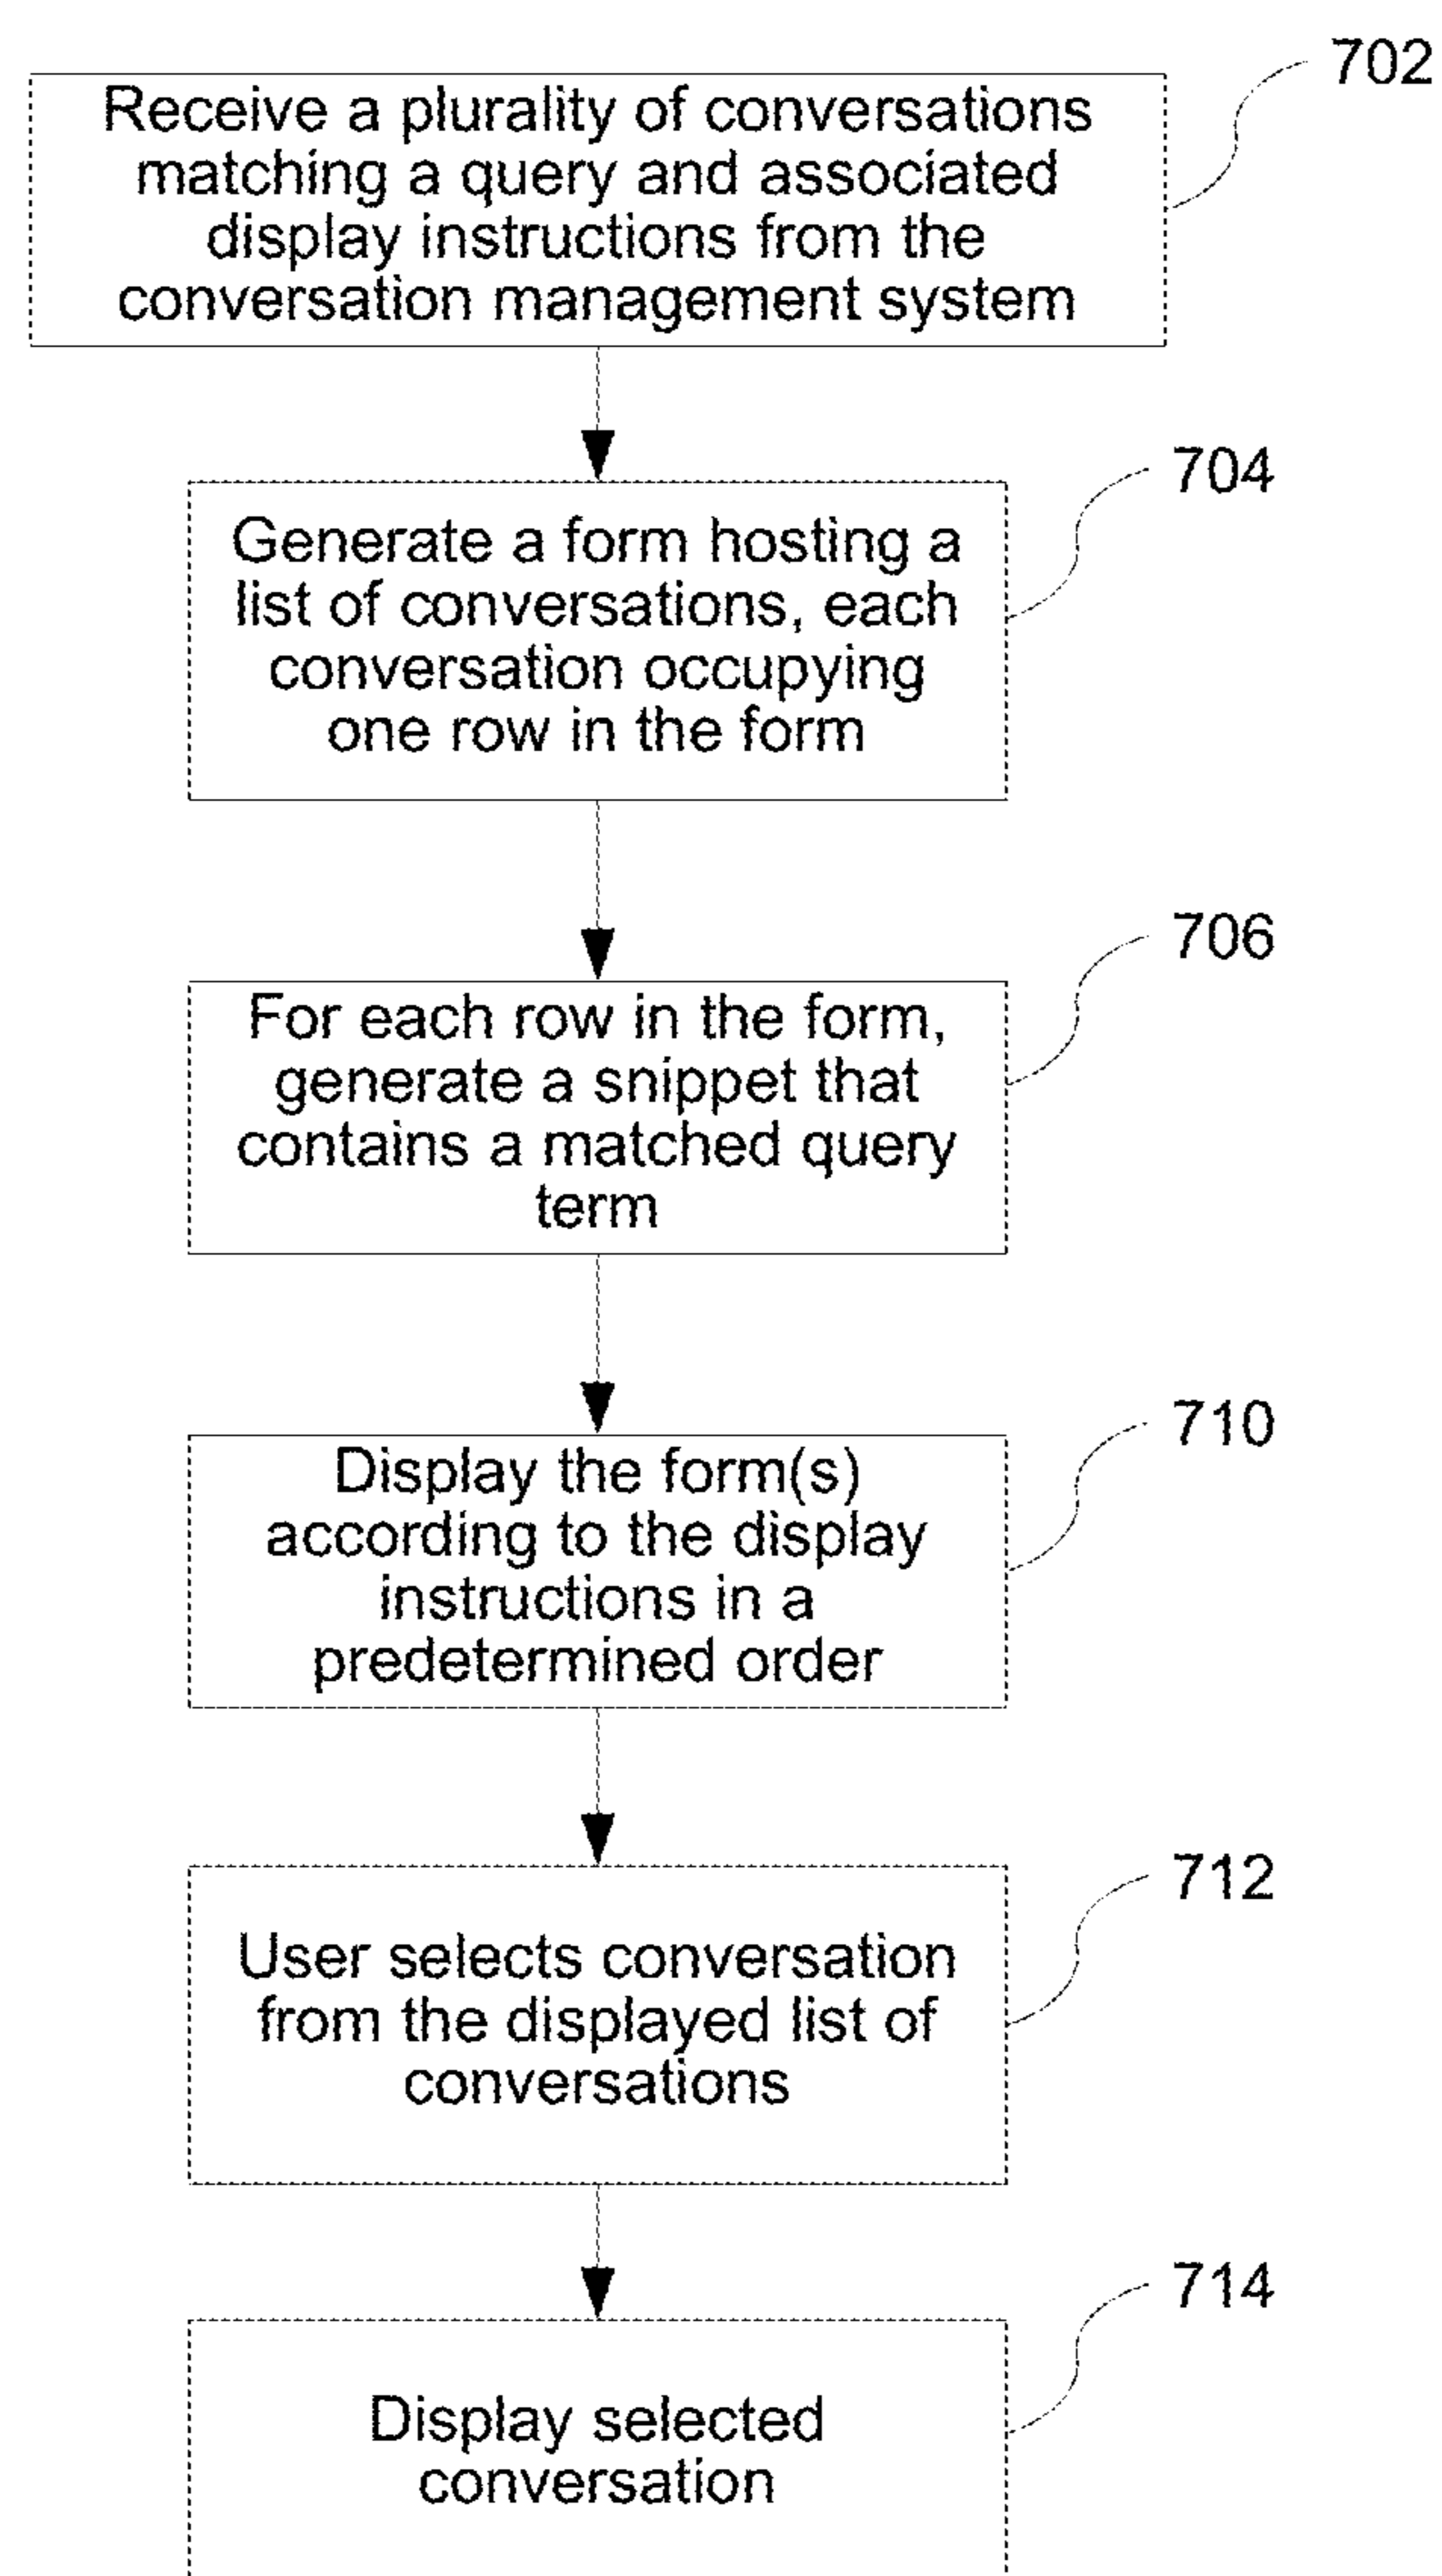 702
Receive a plurality of conversations
matching a query and associated
display instructions from the
conversation management system
704
Generate a form hosting a
list of conversations, each
conversation occupying
one row in the form
706
For each row in the form,
generate a snippet that
contains a matched query
term
710
Display the form(s)
according to the display
instructions in a
predetermined order
712
User selects conversation
from the displayed list of
conversations
714
Display selected
conversation